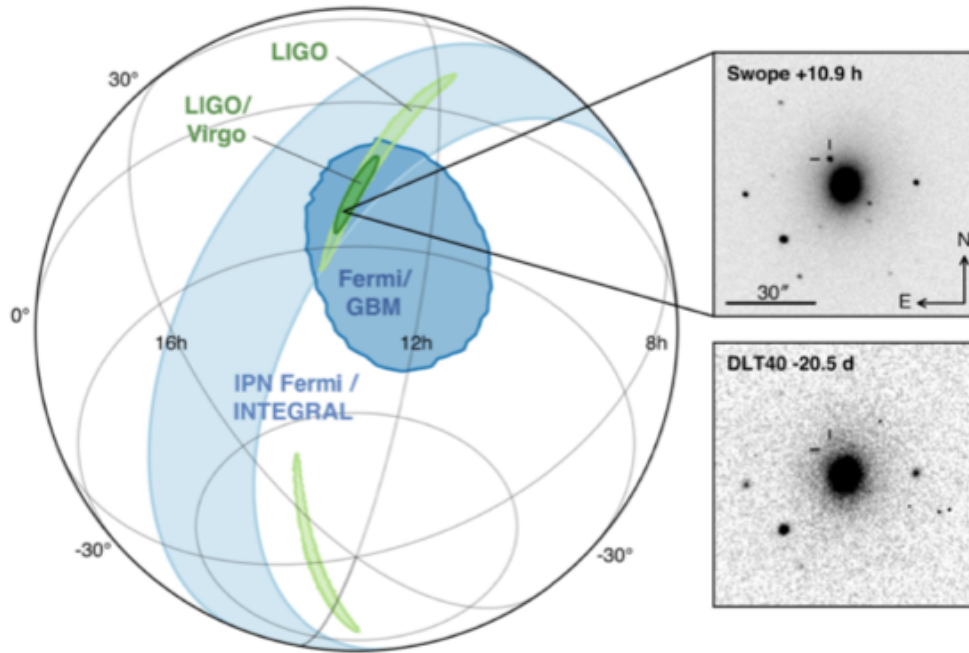 LIGO
30°
LIGO/
Virgo
Swope +10.9 h
N
E
30"
Fermi/
GBM
0°
16h
12h
8h
DLT40 -20.5 d
IPN Fermi /
INTEGRAL
-30°
-30°